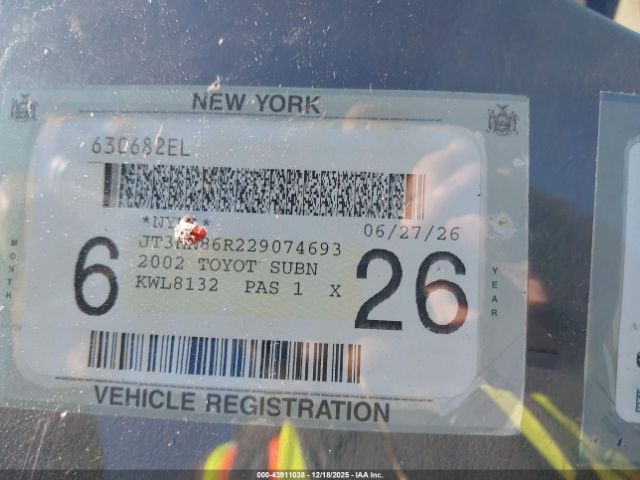 NEW YORK
630682EL
06/27/26
2002 TOYOT SUBN
KWL8132 PAS 1 X
6
26
MONTH
YEAR
VEHICLE REGISTRATION
000-43911038 - 12/18/2025 - IAA Inc.